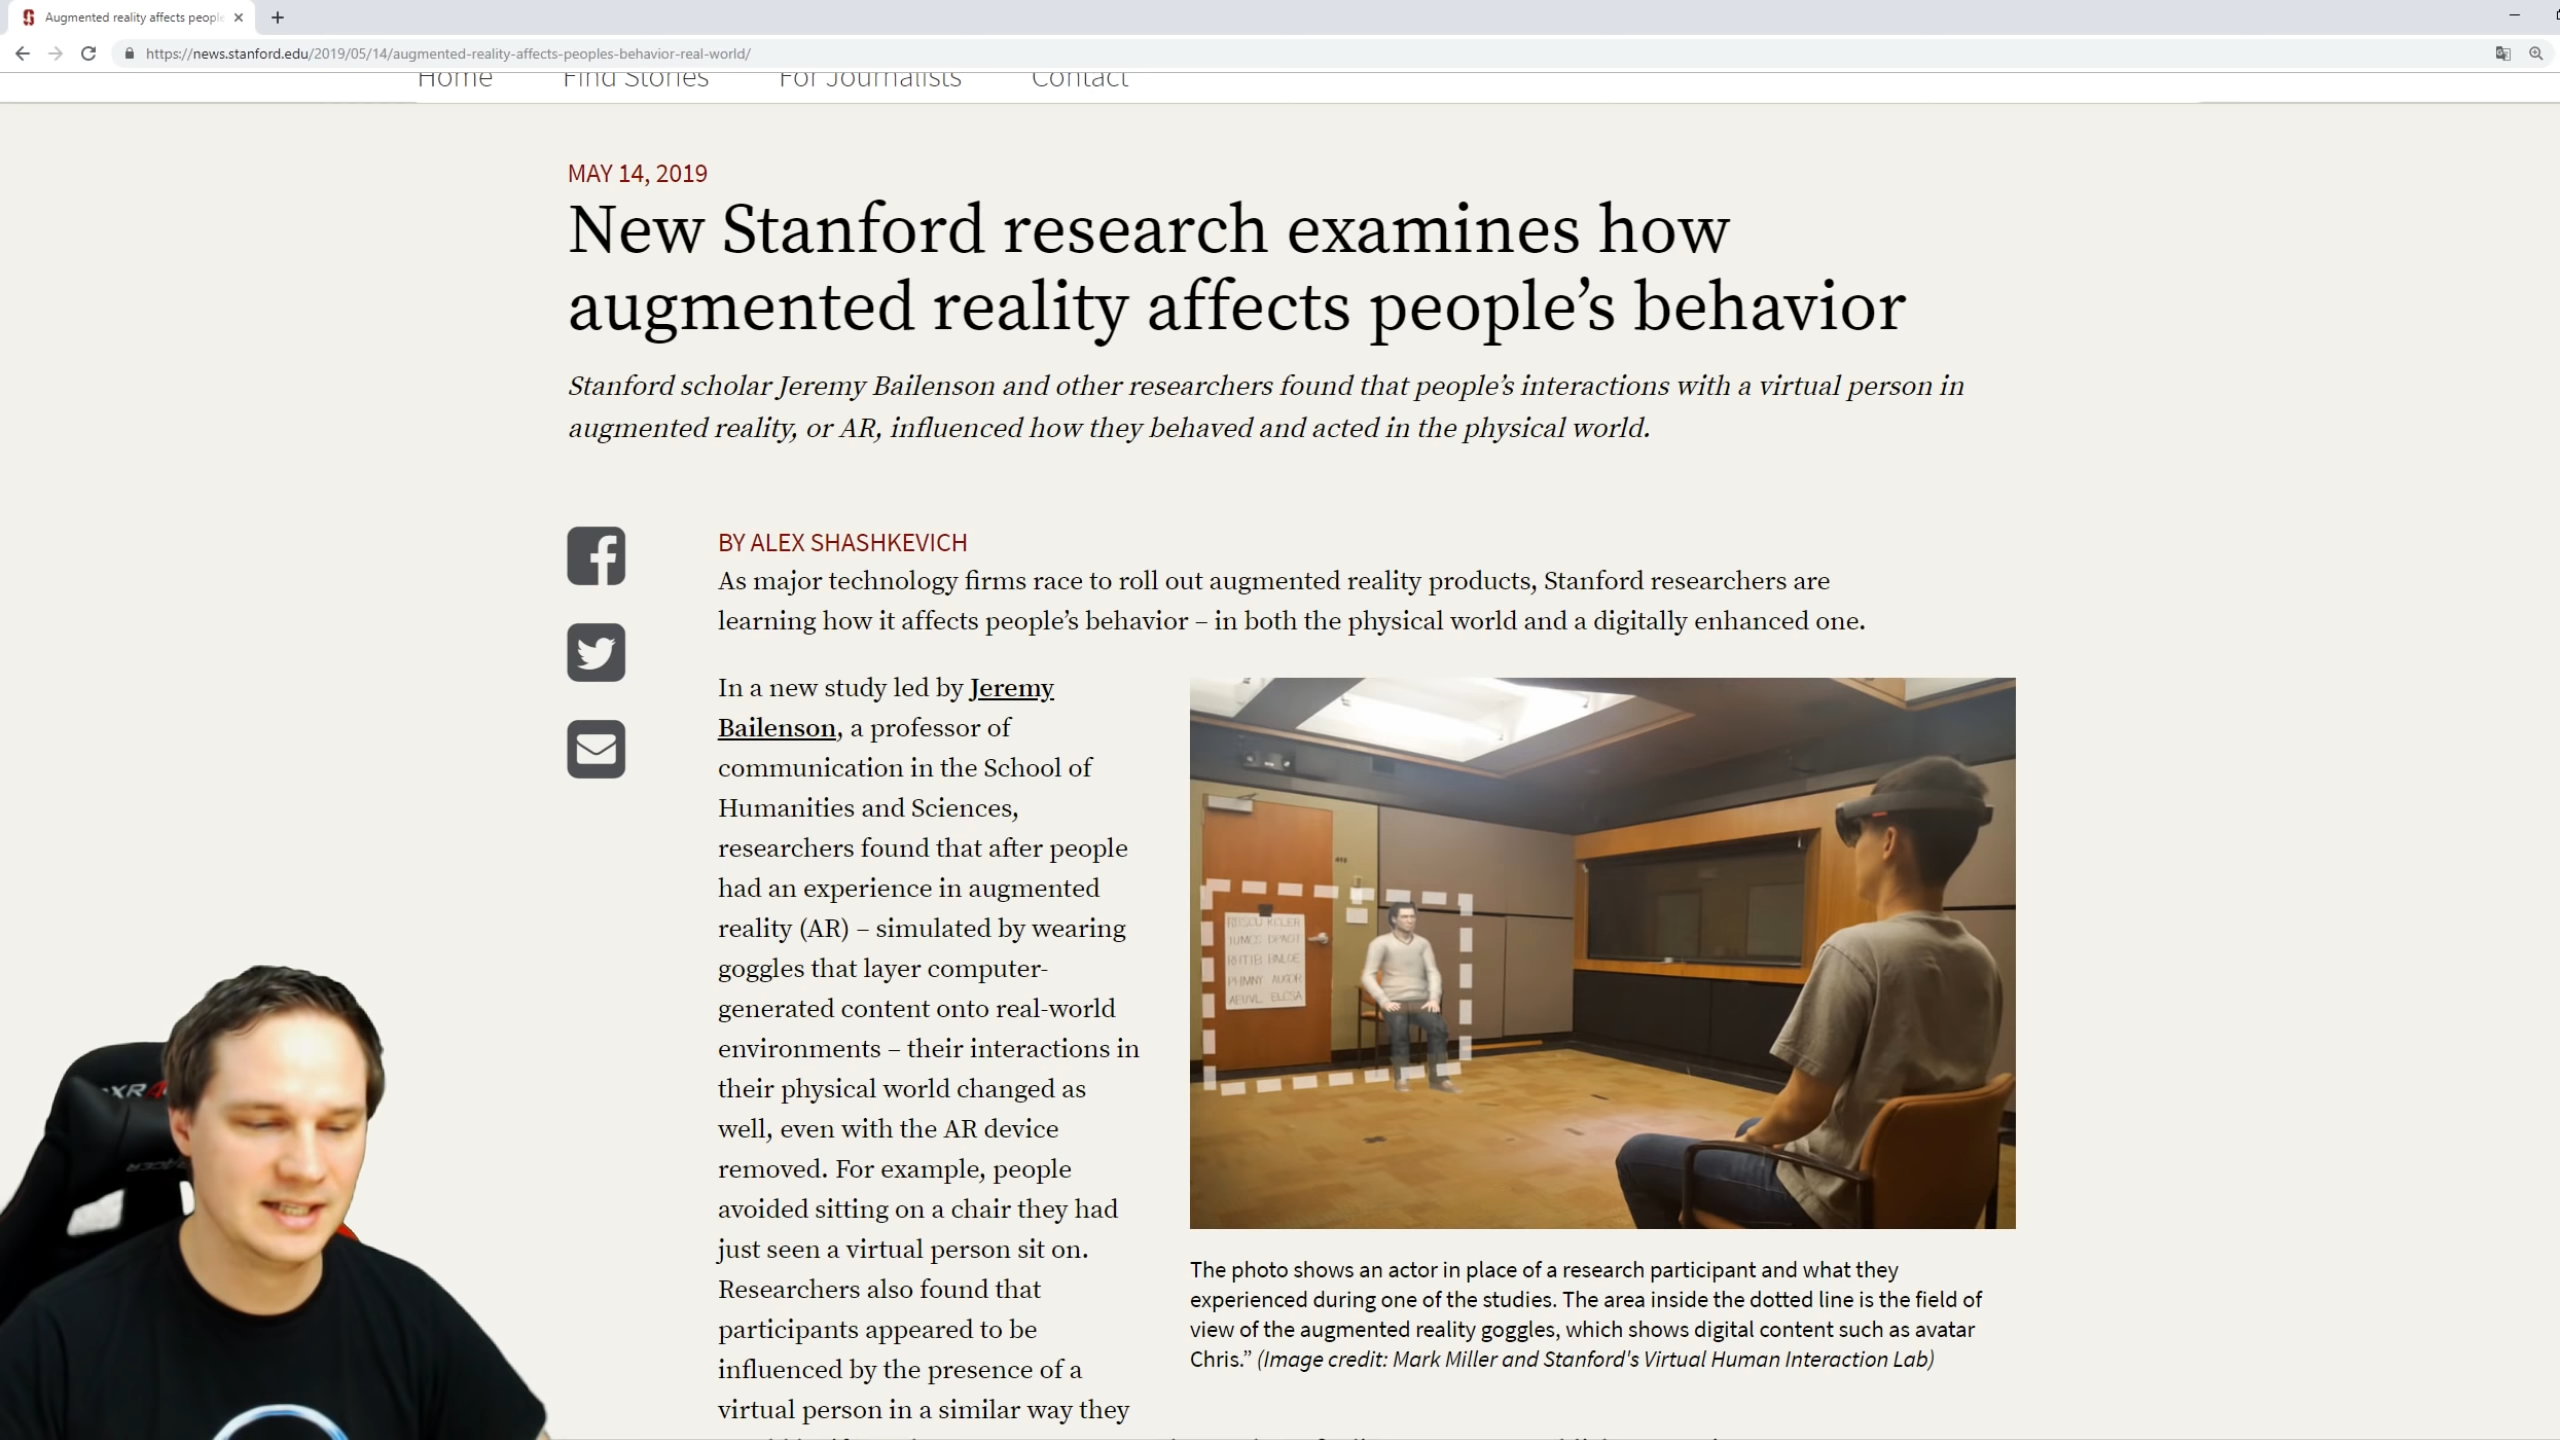 Augmented reality affects people
https://news.stanford.edu/2019/05/14/augmented-reality-affects-peoples-behavior-real-world/
Home Find Stories For Journalists Contact
MAY 14, 2019
New Stanford research examines how
augmented reality affects people’s behavior
Stanford scholar Jeremy Bailenson and other researchers found that people’s interactions with a virtual person in
augmented reality, or AR, influenced how they behaved and acted in the physical world.
BY ALEX SHASHKEVICH
As major technology firms race to roll out augmented reality products, Stanford researchers are
learning how it affects people’s behavior – in both the physical world and a digitally enhanced one.
In a new study led by Jeremy
Bailenson, a professor of
communication in the School of
Humanities and Sciences,
researchers found that after people
had an experience in augmented
reality (AR) – simulated by wearing
goggles that layer computer-
generated content onto real-world
environments – their interactions in
their physical world changed as
well, even with the AR device
removed. For example, people
avoided sitting on a chair they had
just seen a virtual person sit on.
Researchers also found that
participants appeared to be
influenced by the presence of a
virtual person in a similar way they
The photo shows an actor in place of a research participant and what they
experienced during one of the studies. The area inside the dotted line is the field of
view of the augmented reality goggles, which shows digital content such as avatar
Chris.” (Image credit: Mark Miller and Stanford's Virtual Human Interaction Lab)